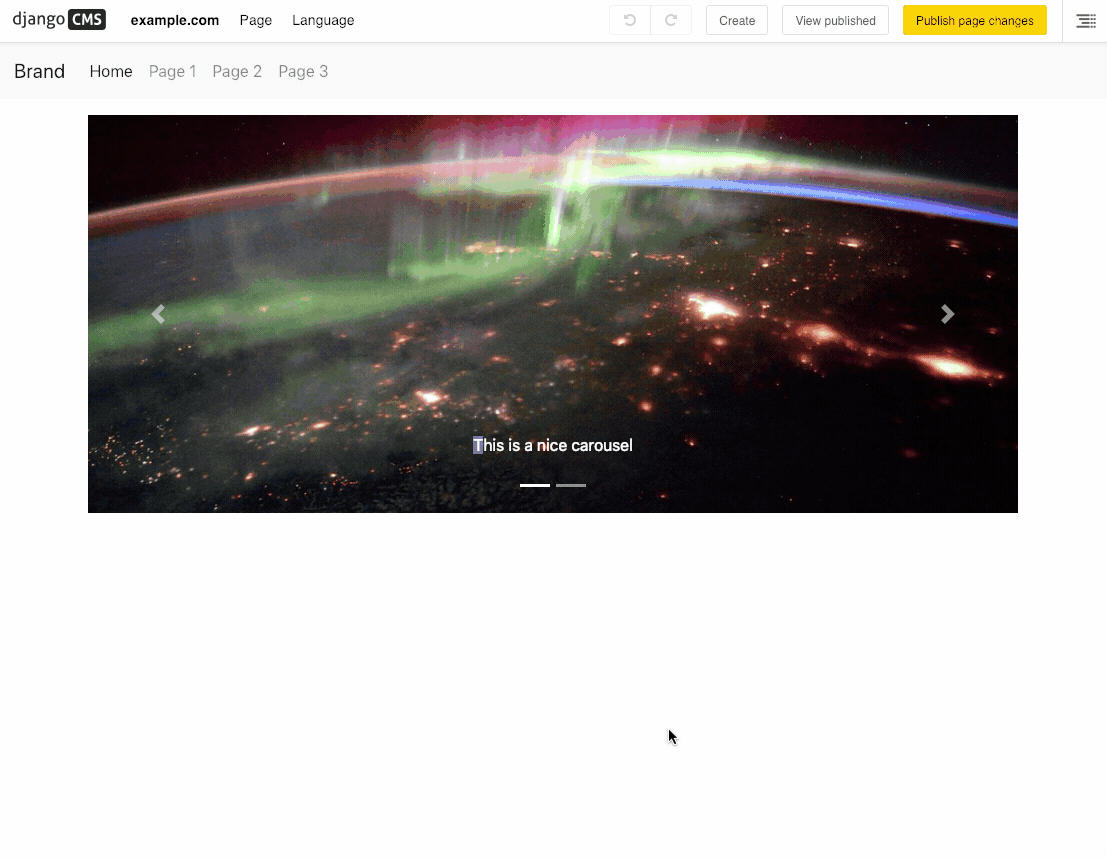 django CMS example.com Page Language Create View published Publish page changes
Brand Home Page 1 Page 2 Page 3
This is a nice carousel